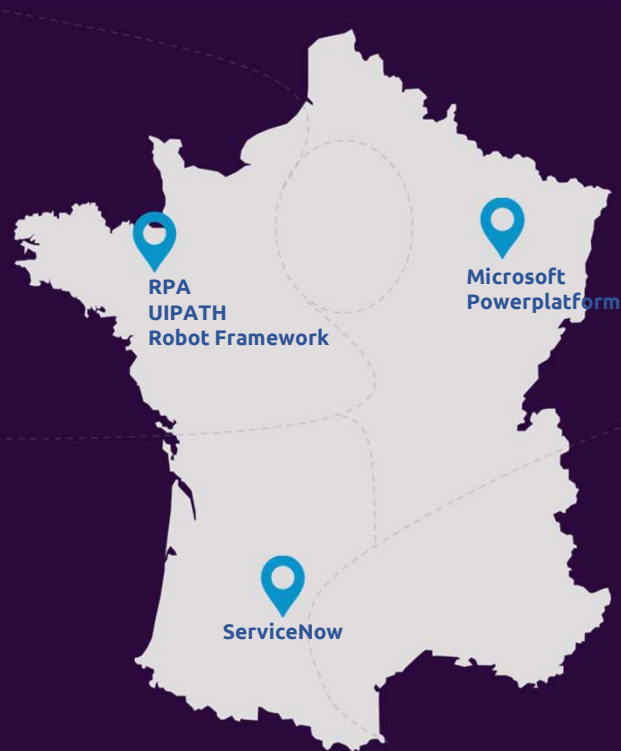 RPA
UIPATH
Robot Framework
Microsoft
Powerplatform
ServiceNow